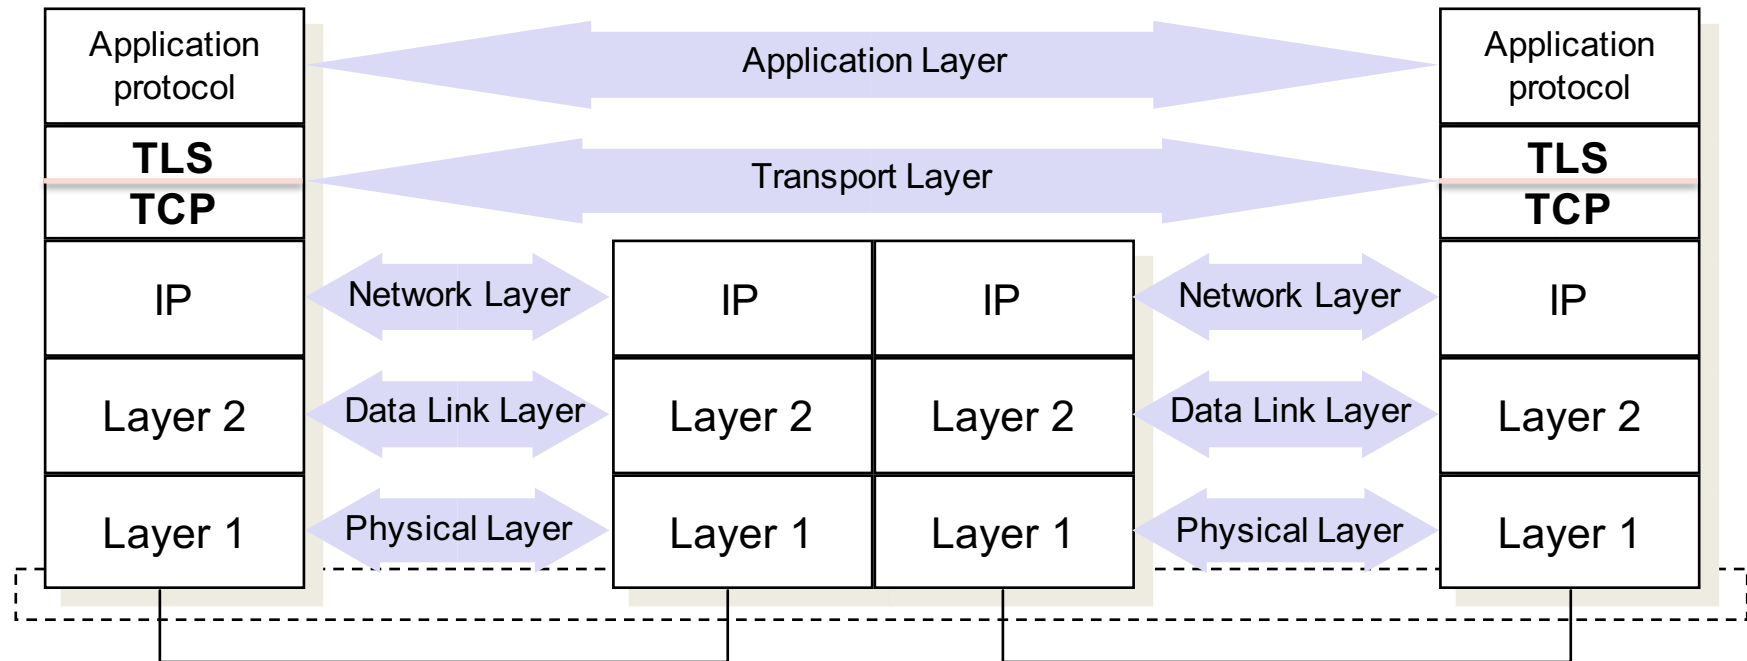 Application
protocol
Application Layer
Application
protocol
TLS
Transport Layer
TLS
TCP
TCP
IP
Network Layer
IP
IP
Network Layer
IP
Layer 2
Data Link Layer
Layer 2
Layer 2
Data Link Layer
Layer 2
Layer 1
Physical Layer
Layer 1
Layer 1
Physical Layer
Layer 1